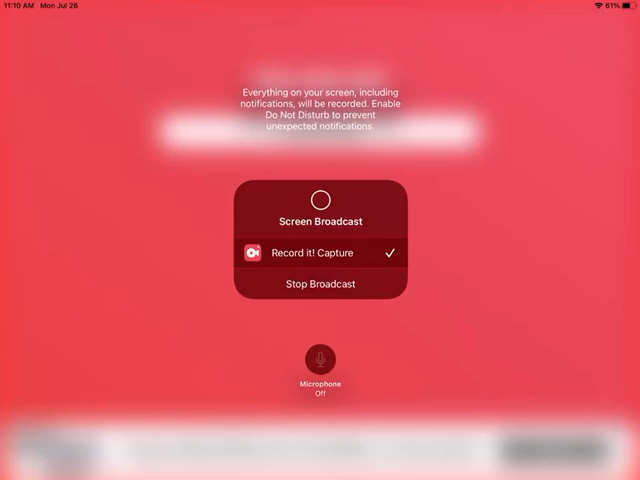 11:10 AM Mon Jul 26
61%
Everything on your screen, including
notifications, will be recorded. Enable
Do Not Disturb to prevent
unexpected notifications.
Screen Broadcast
Record it! Capture
Stop Broadcast
Microphone
Off